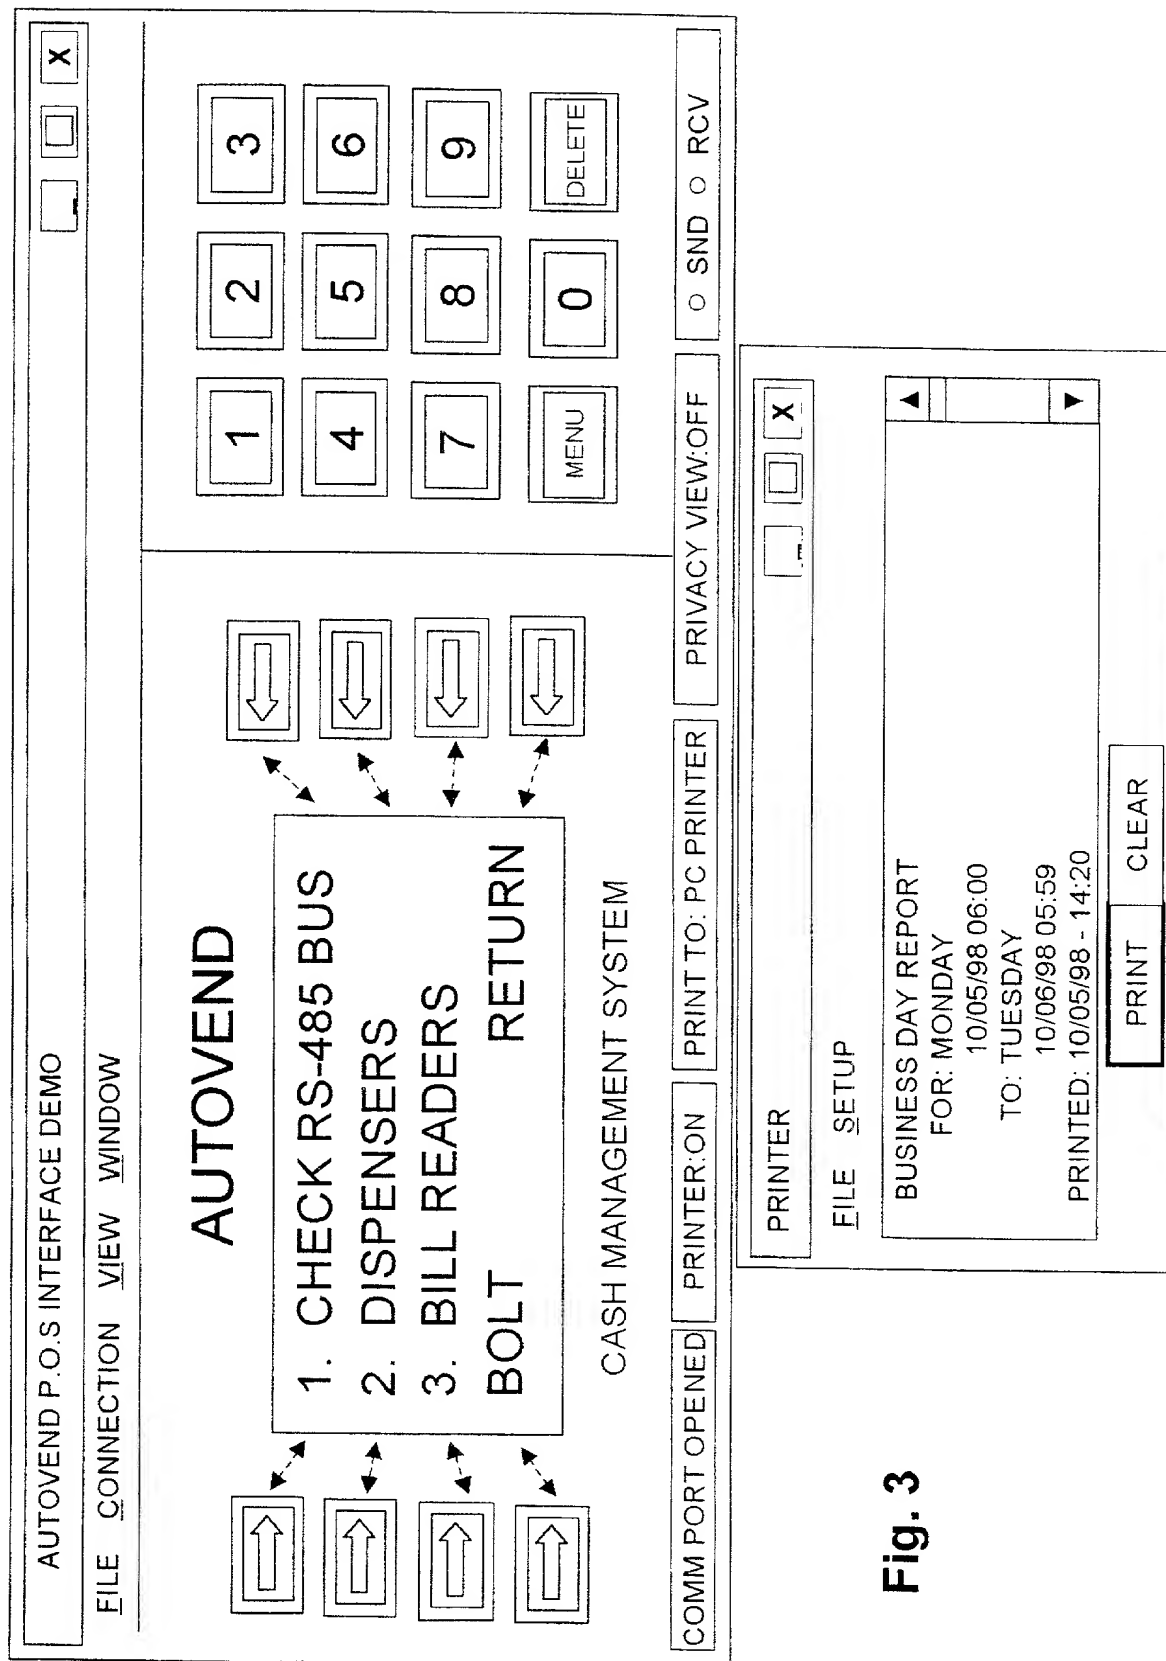 AUTOVEND P.O.S INTERFACE DEMO
X
FILE CONNECTION VIEW WINDOW
AUTOVEND
1. CHECK RS-485 BUS
2. DISPENSERS
3. BILL READERS
BOLT RETURN
CASH MANAGEMENT SYSTEM
1 2 3
4 5 6
7 8 9
MENU 0 DELETE
COMM PORT OPENED PRINTER:ON PRINT TO: PC PRINTER PRIVACY VIEW:OFF SND RCV
PRINTER
X
FILE SETUP
BUSINESS DAY REPORT
FOR: MONDAY
10/05/98 06:00
TO: TUESDAY
10/06/98 05:59
PRINTED: 10/05/98 - 14:20
PRINT CLEAR
Fig. 3